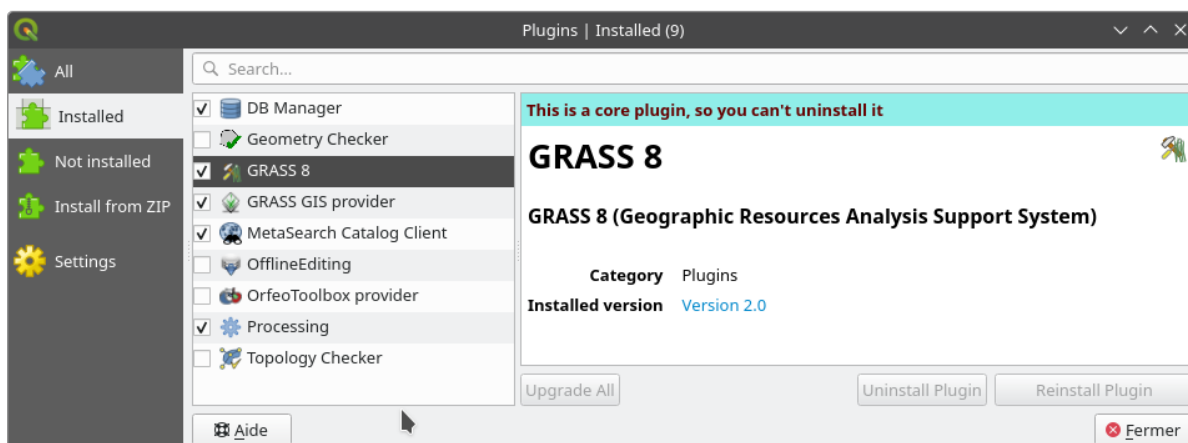 Plugins | Installed (9)
All
Installed
Not installed
Install from ZIP
Settings
Search...
DB Manager
Geometry Checker
GRASS 8
GRASS GIS provider
MetaSearch Catalog Client
OfflineEditing
OrfeoToolbox provider
Processing
Topology Checker
This is a core plugin, so you can't uninstall it
GRASS 8
GRASS 8 (Geographic Resources Analysis Support System)
Category Plugins
Installed version Version 2.0
Upgrade All Uninstall Plugin Reinstall Plugin
Aide Fermer